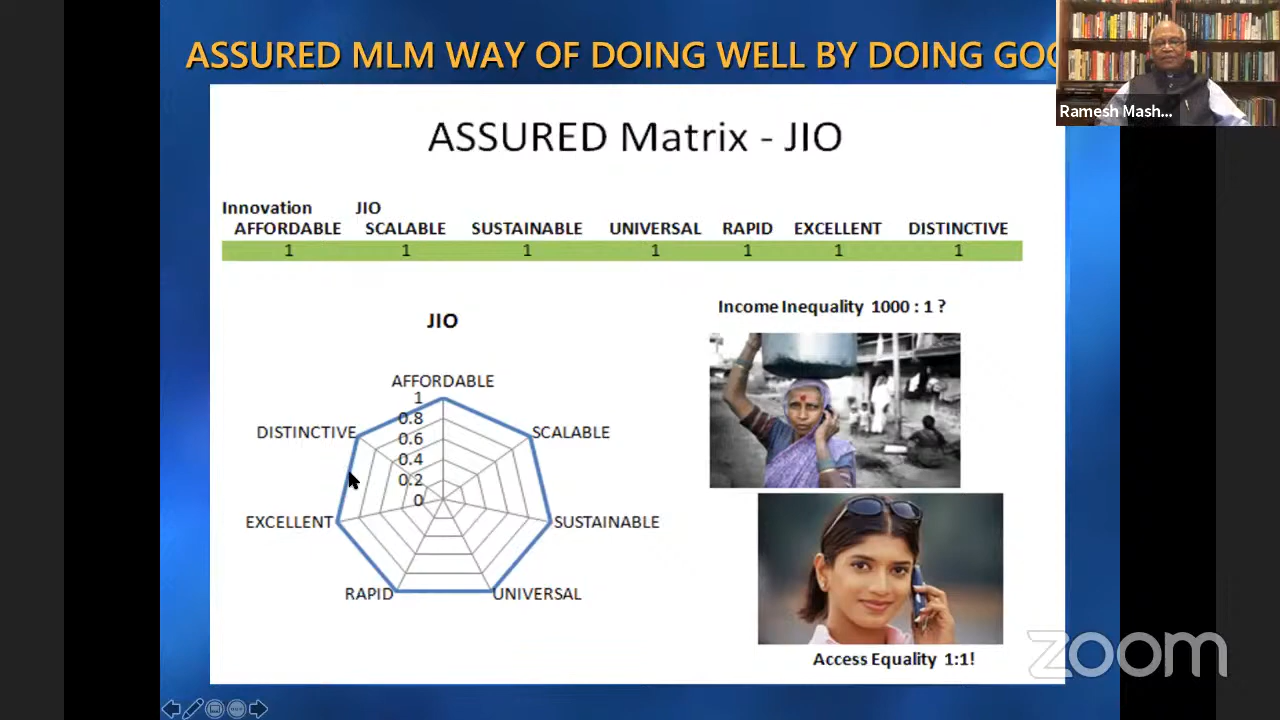 ASSURED MLM WAY OF DOING WELL BY DOING GOO
Ramesh Mash...
ASSURED Matrix - JIO
Innovation JIO
AFFORDABLE SCALABLE SUSTAINABLE UNIVERSAL RAPID EXCELLENT DISTINCTIVE
1 1 1 1 1 1 1
Income Inequality 1000 : 1 ?
JIO
AFFORDABLE
1
0.8
DISTINCTIVE
0.6
SCALABLE
0.4
0.2
0
EXCELLENT
SUSTAINABLE
RAPID
UNIVERSAL
Access Equality 1:1!
zoom